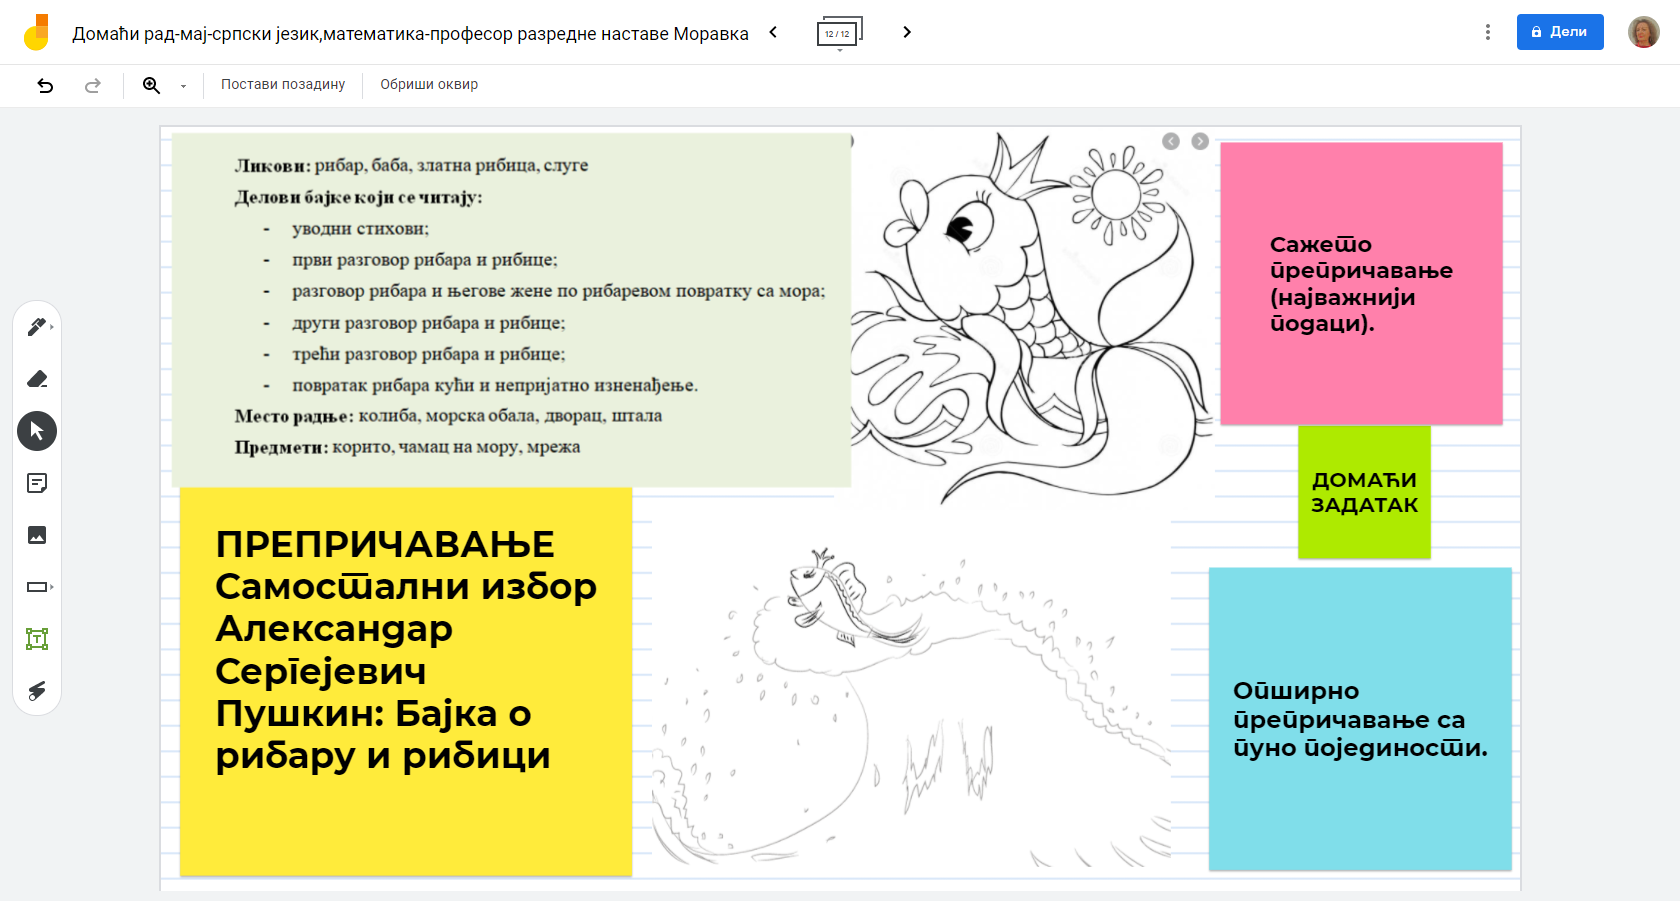 Домаћи рад-мај-српски језик,математика-професор разредне наставе Моравка
12 / 12
Дели
Постави позадину
Обриши оквир
Ликови: рибар, баба, златна рибица, слуге
Делови бајке који се читају:
- уводни стихови;
- први разговор рибара и рибице;
- разговор рибара и његове жене по рибаревом повратку са мора;
- други разговор рибара и рибице;
- трећи разговор рибара и рибице;
- повратак рибара кући и непријатно изненађење.
Место радње: колиба, морска обала, дворац, штала
Предмети: корито, чамац на мору, мрежа
Сажето
препричавање
(најважнији
подаци).
ДОМАЋИ
ЗАДАТАК
ПРЕПРИЧАВАЊЕ
Самостални избор
Александар
Сергејевич
Пушкин: Бајка о
рибару и рибици
Опширно
препричавање са
пуно појединости.